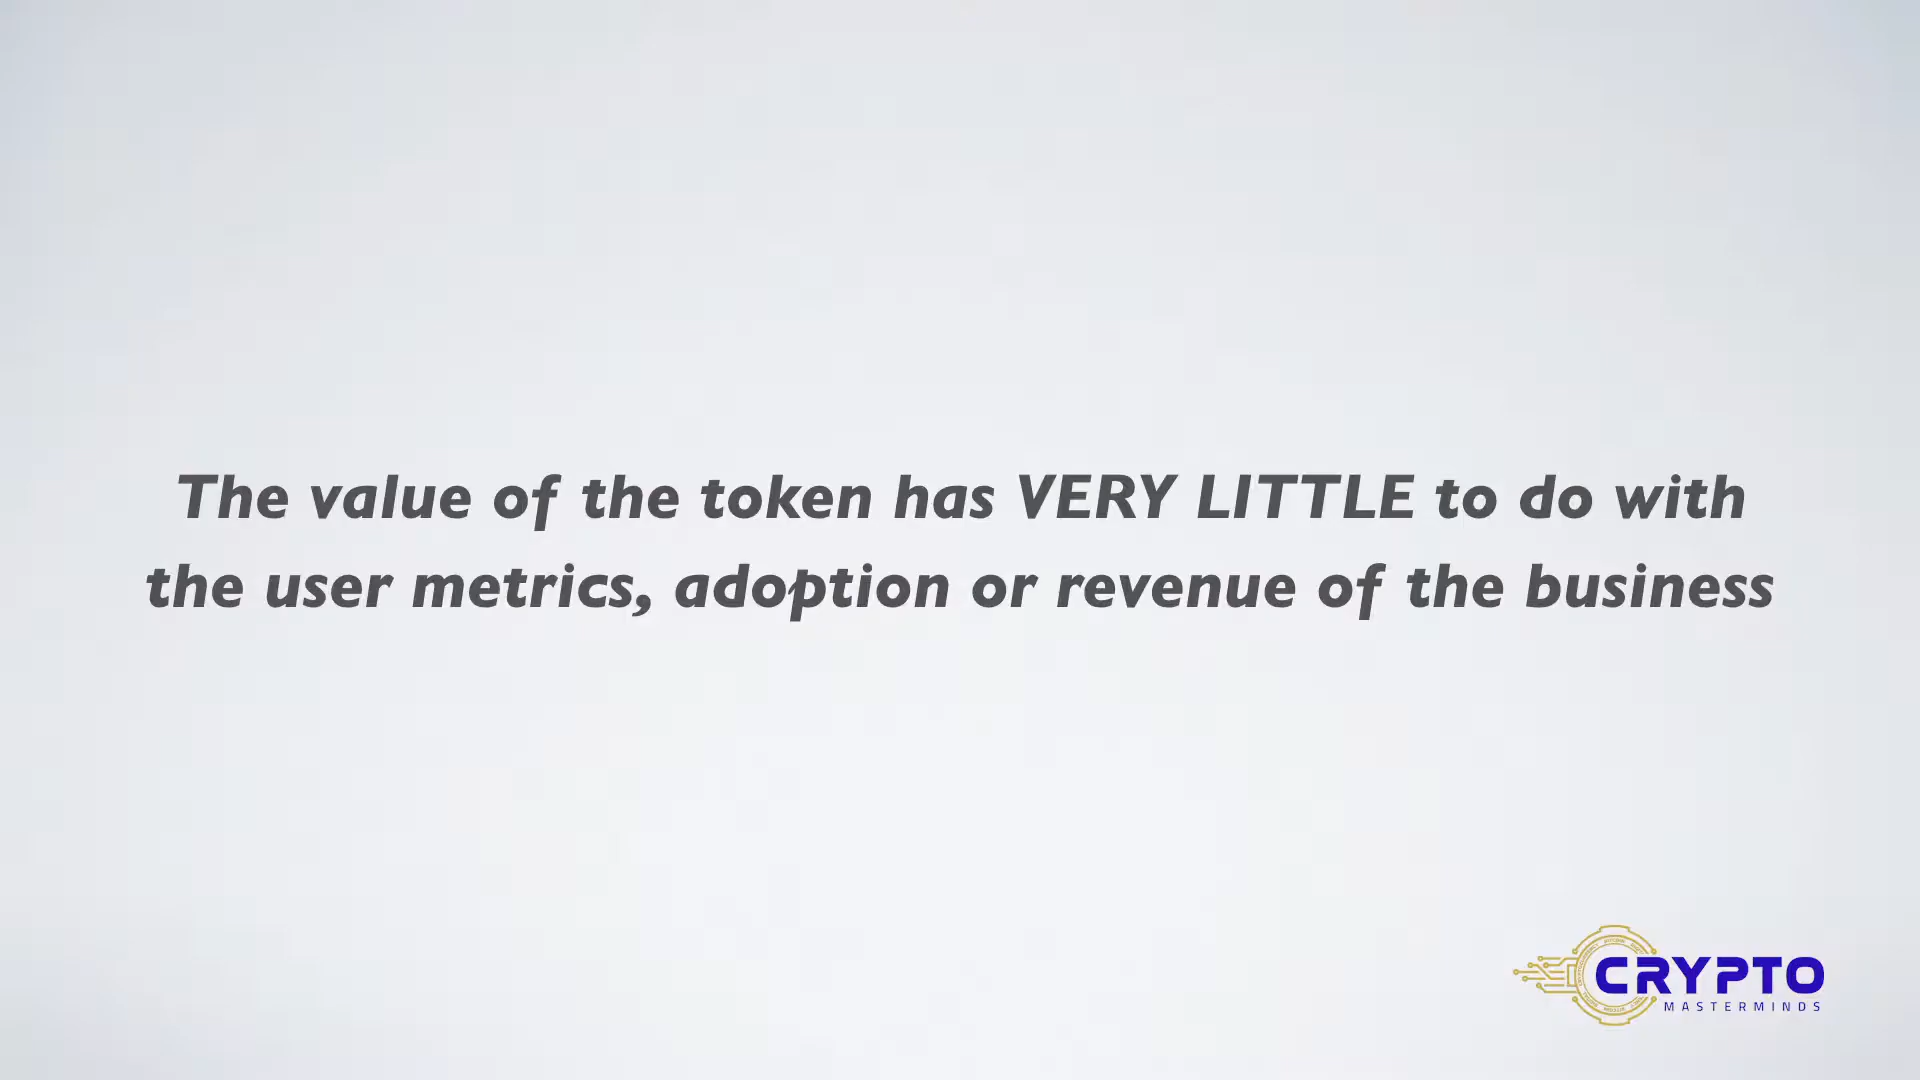 The value of the token has VERY LITTLE to do with
the user metrics, adoption or revenue of the business
CRYPTO
MASTERMINDS